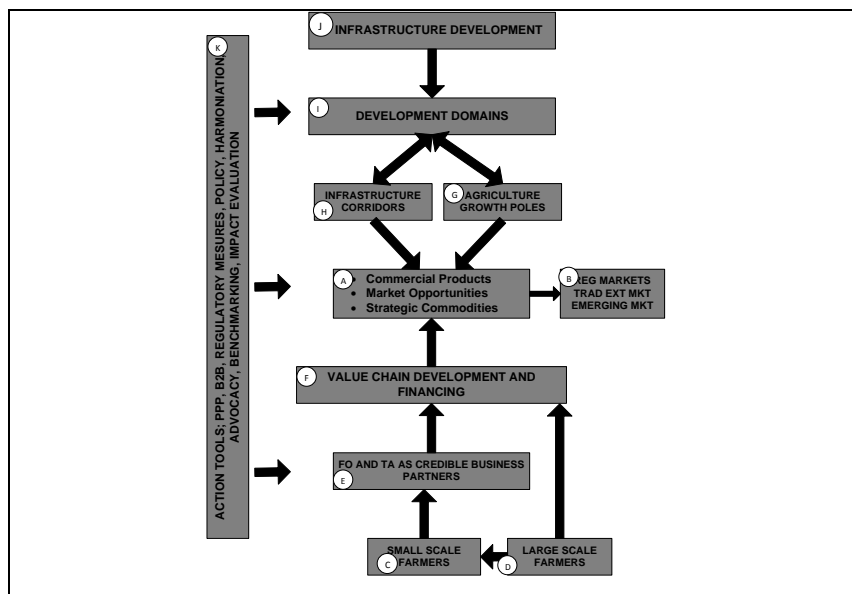 J
INFRASTRUCTURE DEVELOPMENT
K
ACTION TOOLS; PPP, B2B, REGULATORY MESURES, POLICY, HARMONIATION,
ADVOCACY, BENCHMARKING, IMPACT EVALUATION
I
DEVELOPMENT DOMAINS
H
INFRASTRUCTURE
CORRIDORS
G
AGRICULTURE
GROWTH POLES
A
• Commercial Products
• Market Opportunities
• Strategic Commodities
B
REG MARKETS
TRAD EXT MKT
EMERGING MKT
F
VALUE CHAIN DEVELOPMENT AND
FINANCING
E
FO AND TA AS CREDIBLE BUSINESS
PARTNERS
C
SMALL SCALE
FARMERS
D
LARGE SCALE
FARMERS